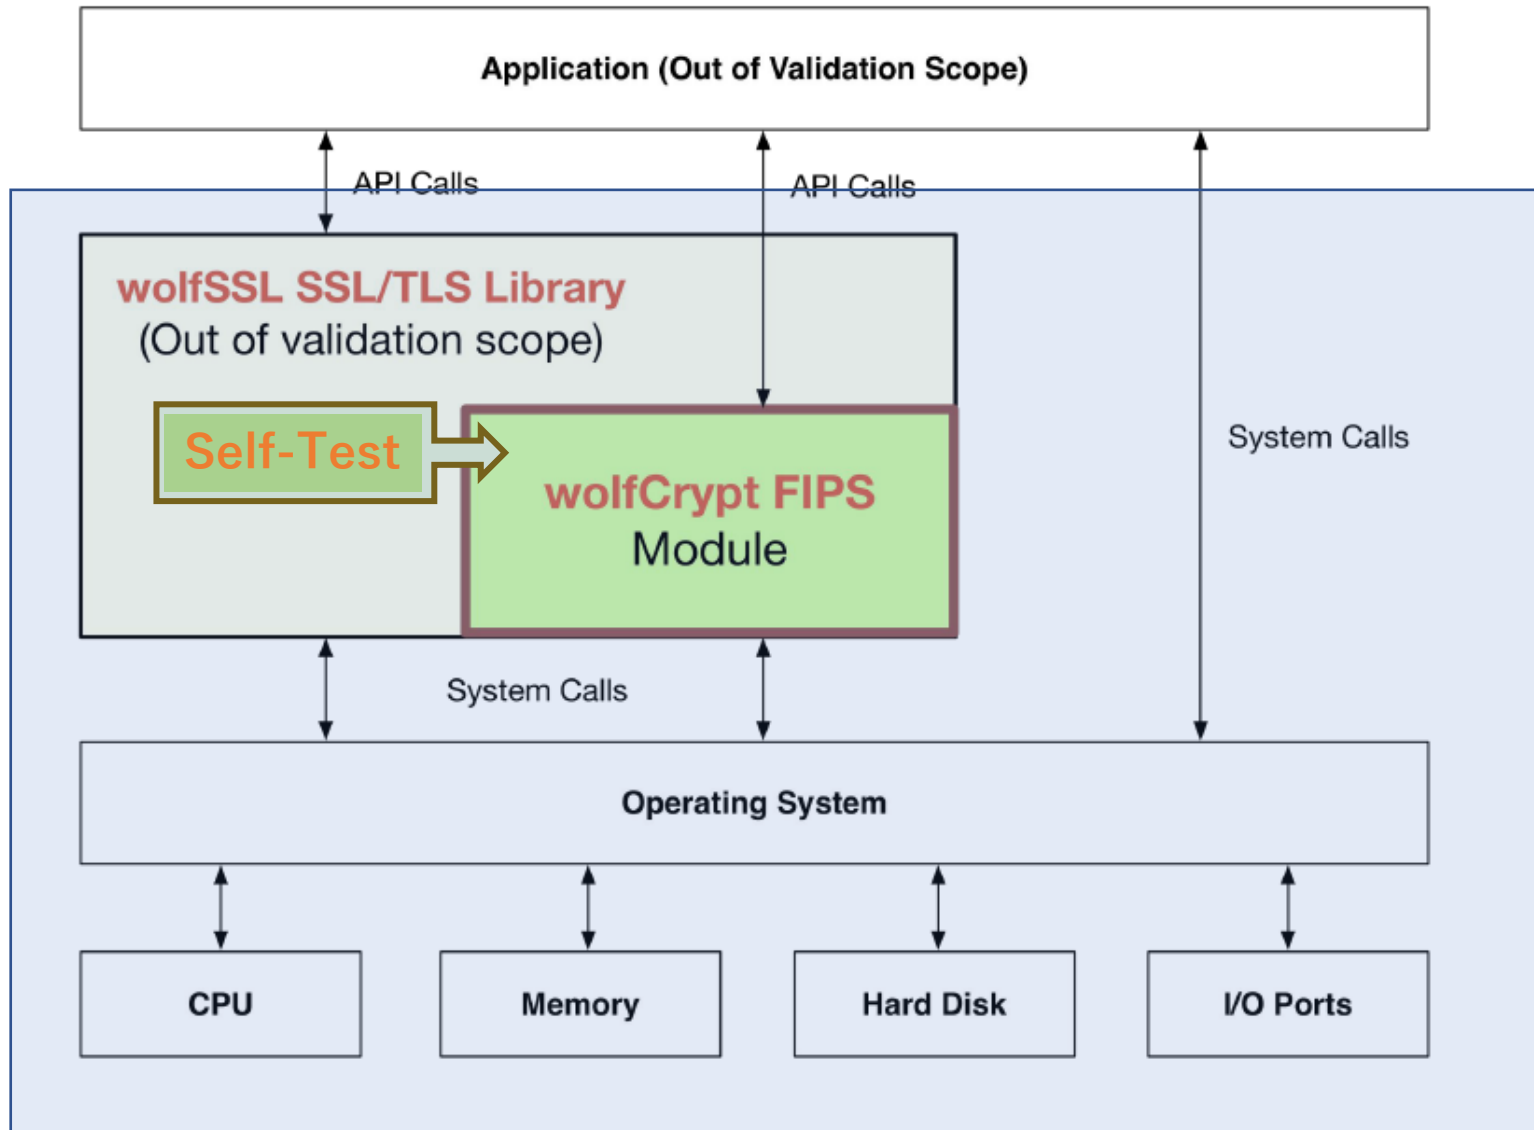 Application (Out of Validation Scope)
API Calls
API Calls
wolfSSL SSL/TLS Library
(Out of validation scope)
Self-Test
System Calls
wolfCrypt FIPS
Module
System Calls
Operating System
CPU
Memory
Hard Disk
I/O Ports